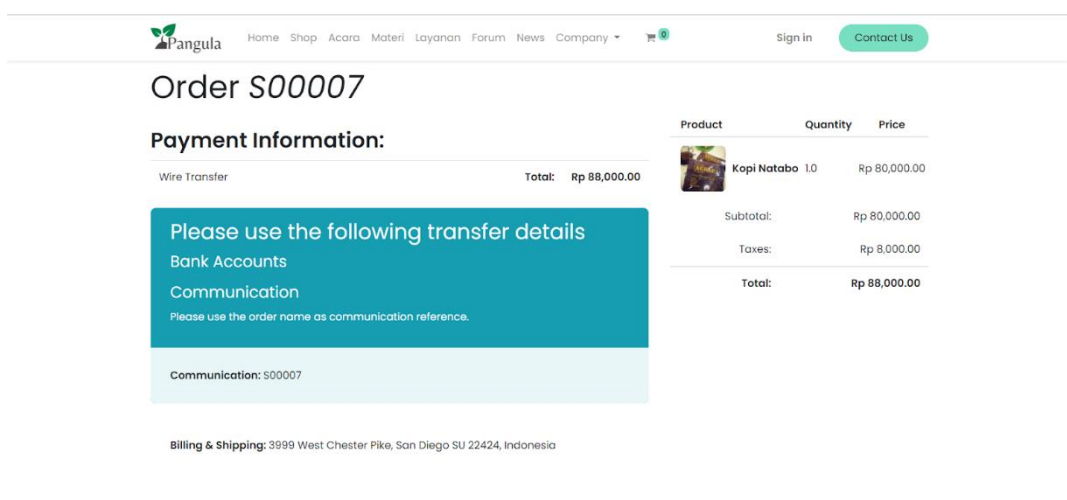 Pangula Home Shop Acara Materi Layanan Forum News Company 0 Sign in Contact Us
Order S00007
Payment Information:
Wire Transfer Total: Rp 88,000.00
Please use the following transfer details
Bank Accounts
Communication
Please use the order name as communication reference.
Communication: S00007
Billing & Shipping: 3999 West Chester Pike, San Diego SU 22424, Indonesia
Product Quantity Price
Kopi Natabo 1.0 Rp 80,000.00
Subtotal: Rp 80,000.00
Taxes: Rp 8,000.00
Total: Rp 88,000.00